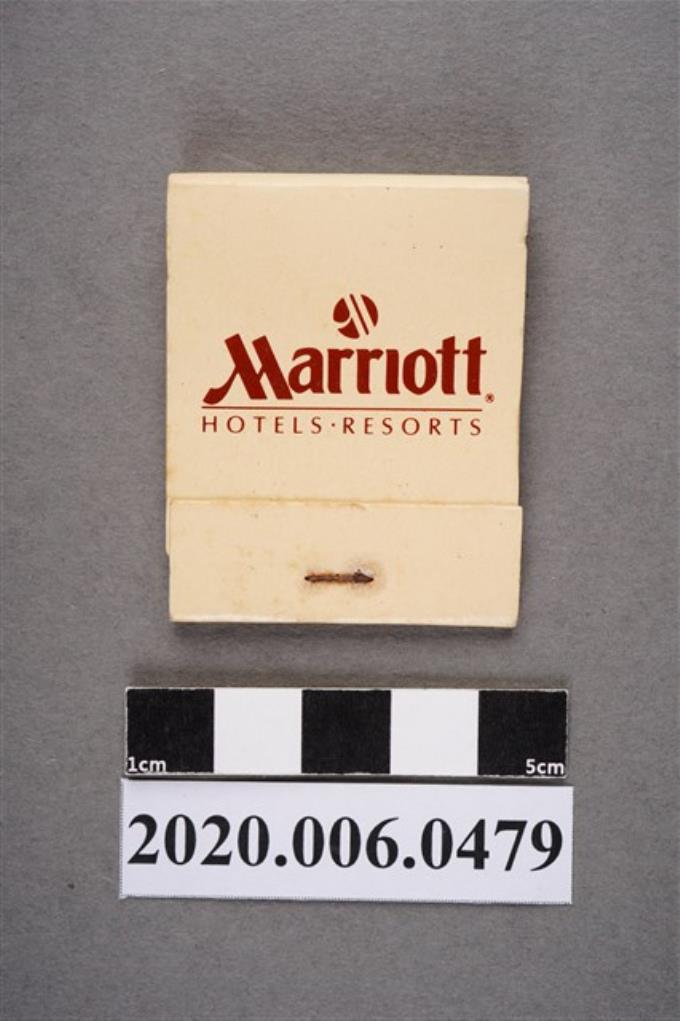 Marriott®
HOTELS·RESORTS
1cm 5cm
2020.006.0479